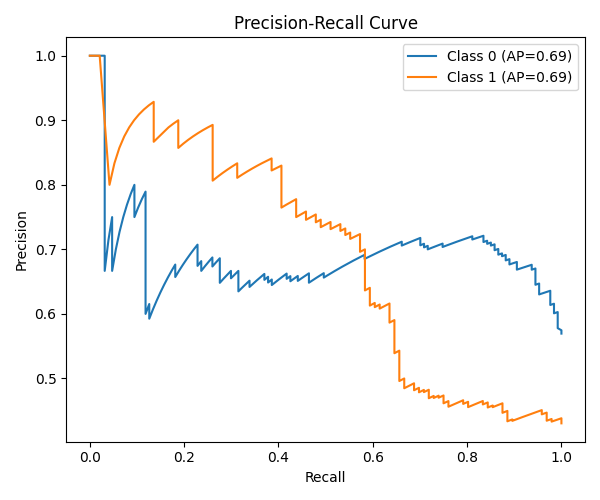 Precision-Recall Curve
Class 0 (AP=0.69)
Class 1 (AP=0.69)
Precision
1.0
0.9
0.8
0.7
0.6
0.5
0.0 0.2 0.4 0.6 0.8 1.0
Recall